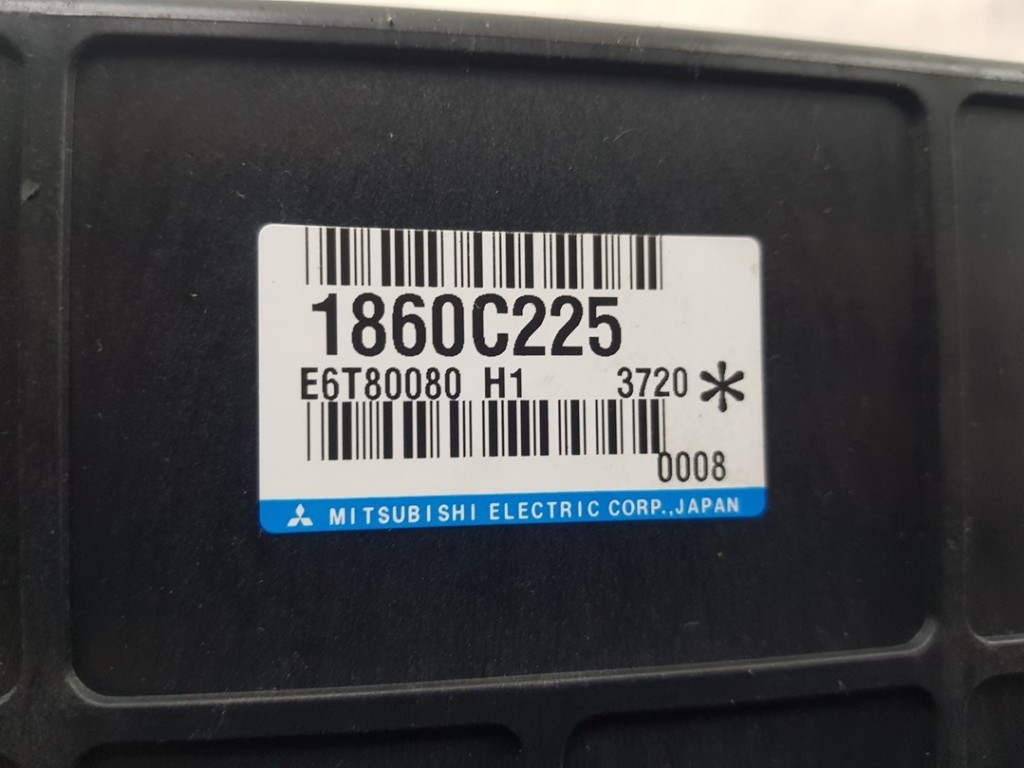 1860C225
E6T80080 H1 3720 *
0008
MITSUBISHI ELECTRIC CORP.,JAPAN